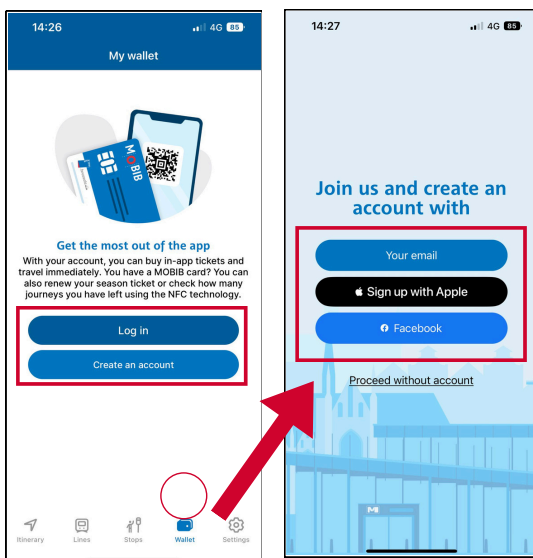 14:26
4G 85
My wallet
MOBIB
Get the most out of the app
With your account, you can buy in-app tickets and
travel immediately. You have a MOBIB card? You can
also renew your season ticket or check how many
journeys you have left using the NFC technology.
Log in
Create an account
Itinerary
Lines
Stops
Wallet
Settings
14:27
4G 85
Join us and create an
account with
Your email
Sign up with Apple
Facebook
Proceed without account
M